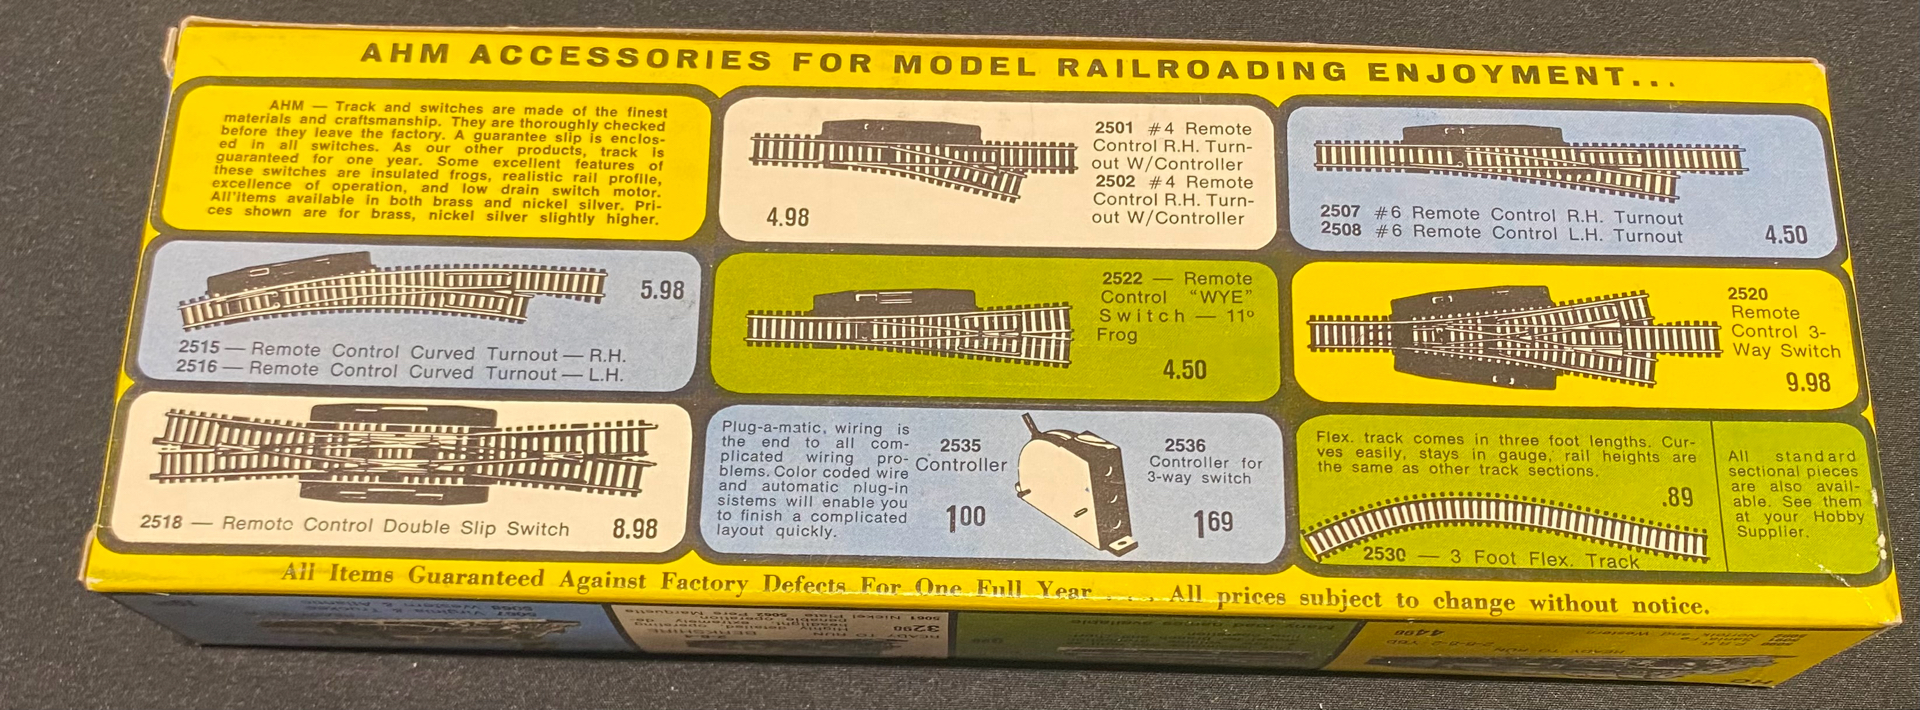 AHM ACCESSORIES FOR MODEL RAILROADING ENJOYMENT...
AHM — Track and switches are made of the finest
materials and craftsmanship. They are thoroughly checked
before they leave the factory. A guarantee slip is enclos-
ed in all switches. As our other products, track is
guaranteed for one year. Some excellent features of
these switches are insulated frogs, realistic rail profile,
excellence of operation, and low drain switch motor.
All items available in both brass and nickel silver. Pri-
ces shown are for brass, nickel silver slightly higher.
2501 #4 Remote
Control R.H. Turn-
out W/Controller
2502 #4 Remote
Control R.H. Turn-
out W/Controller
4.98
2507 #6 Remote Control R.H. Turnout
2508 #6 Remote Control L.H. Turnout
4.50
5.98
2515 — Remote Control Curved Turnout — R.H.
2516 — Remote Control Curved Turnout — L.H.
2522 — Remote
Control "WYE"
Switch — 11º
Frog
4.50
2520
Remote
Control 3-
Way Switch
9.98
2518 — Remote Control Double Slip Switch 8.98
Plug-a-matic, wiring is
the end to all com-
plicated wiring pro-
blems. Color coded wire
and automatic plug-in
sistems will enable you
to finish a complicated
layout quickly.
2535
Controller
1 00
2536
Controller for
3-way switch
1 69
Flex. track comes in three foot lengths. Cur-
ves easily, stays in gauge, rail heights are
the same as other track sections.
.89
2530 — 3 Foot Flex. Track
All standard
sectional pieces
are also avail-
able. See them
at your Hobby
Supplier.
All Items Guaranteed Against Factory Defects For One Full Year .... All prices subject to change without notice.
READY TO RUN
BERKSHIRE
3298
4498
HO